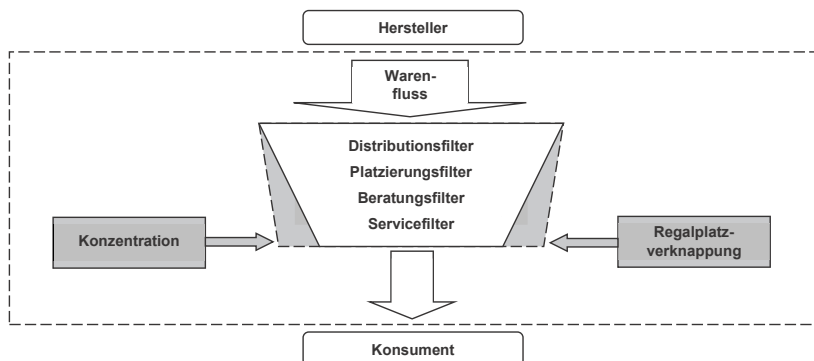 Hersteller
Waren-
fluss
Distributionsfilter
Platzierungsfilter
Beratungsfilter
Servicefilter
Konzentration
Regalplatz-
verknappung
Konsument